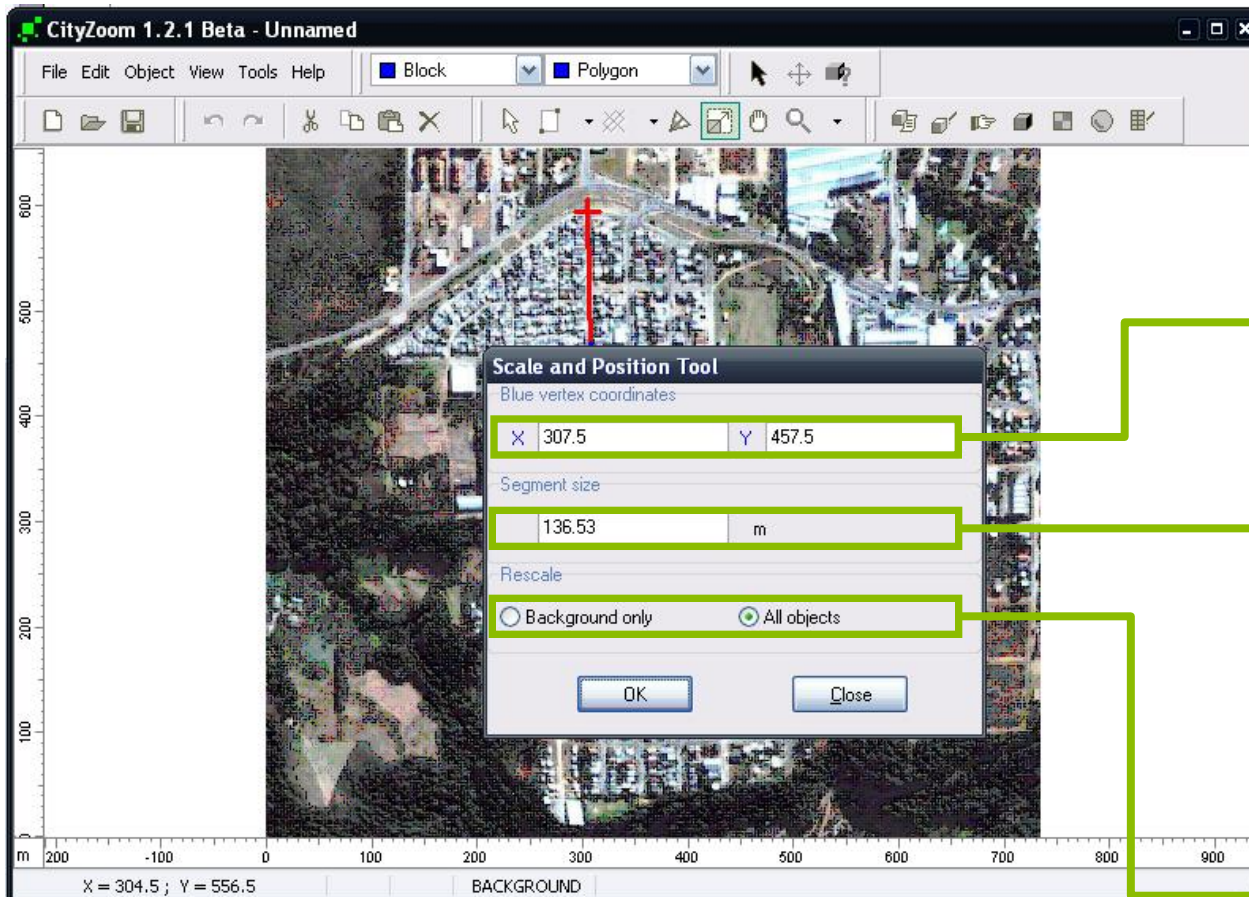 CityZoom 1.2.1 Beta - Unnamed
File Edit Object View Tools Help
Block
Polygon
600
500
400
300
200
100
0
Scale and Position Tool
Blue vertex coordinates
X 307.5 Y 457.5
Segment size
136.53 m
Rescale
Background only All objects
OK Close
m 200 -100 0 100 200 300 400 500 600 700 800 900
X = 304.5 ; Y = 556.5 BACKGROUND